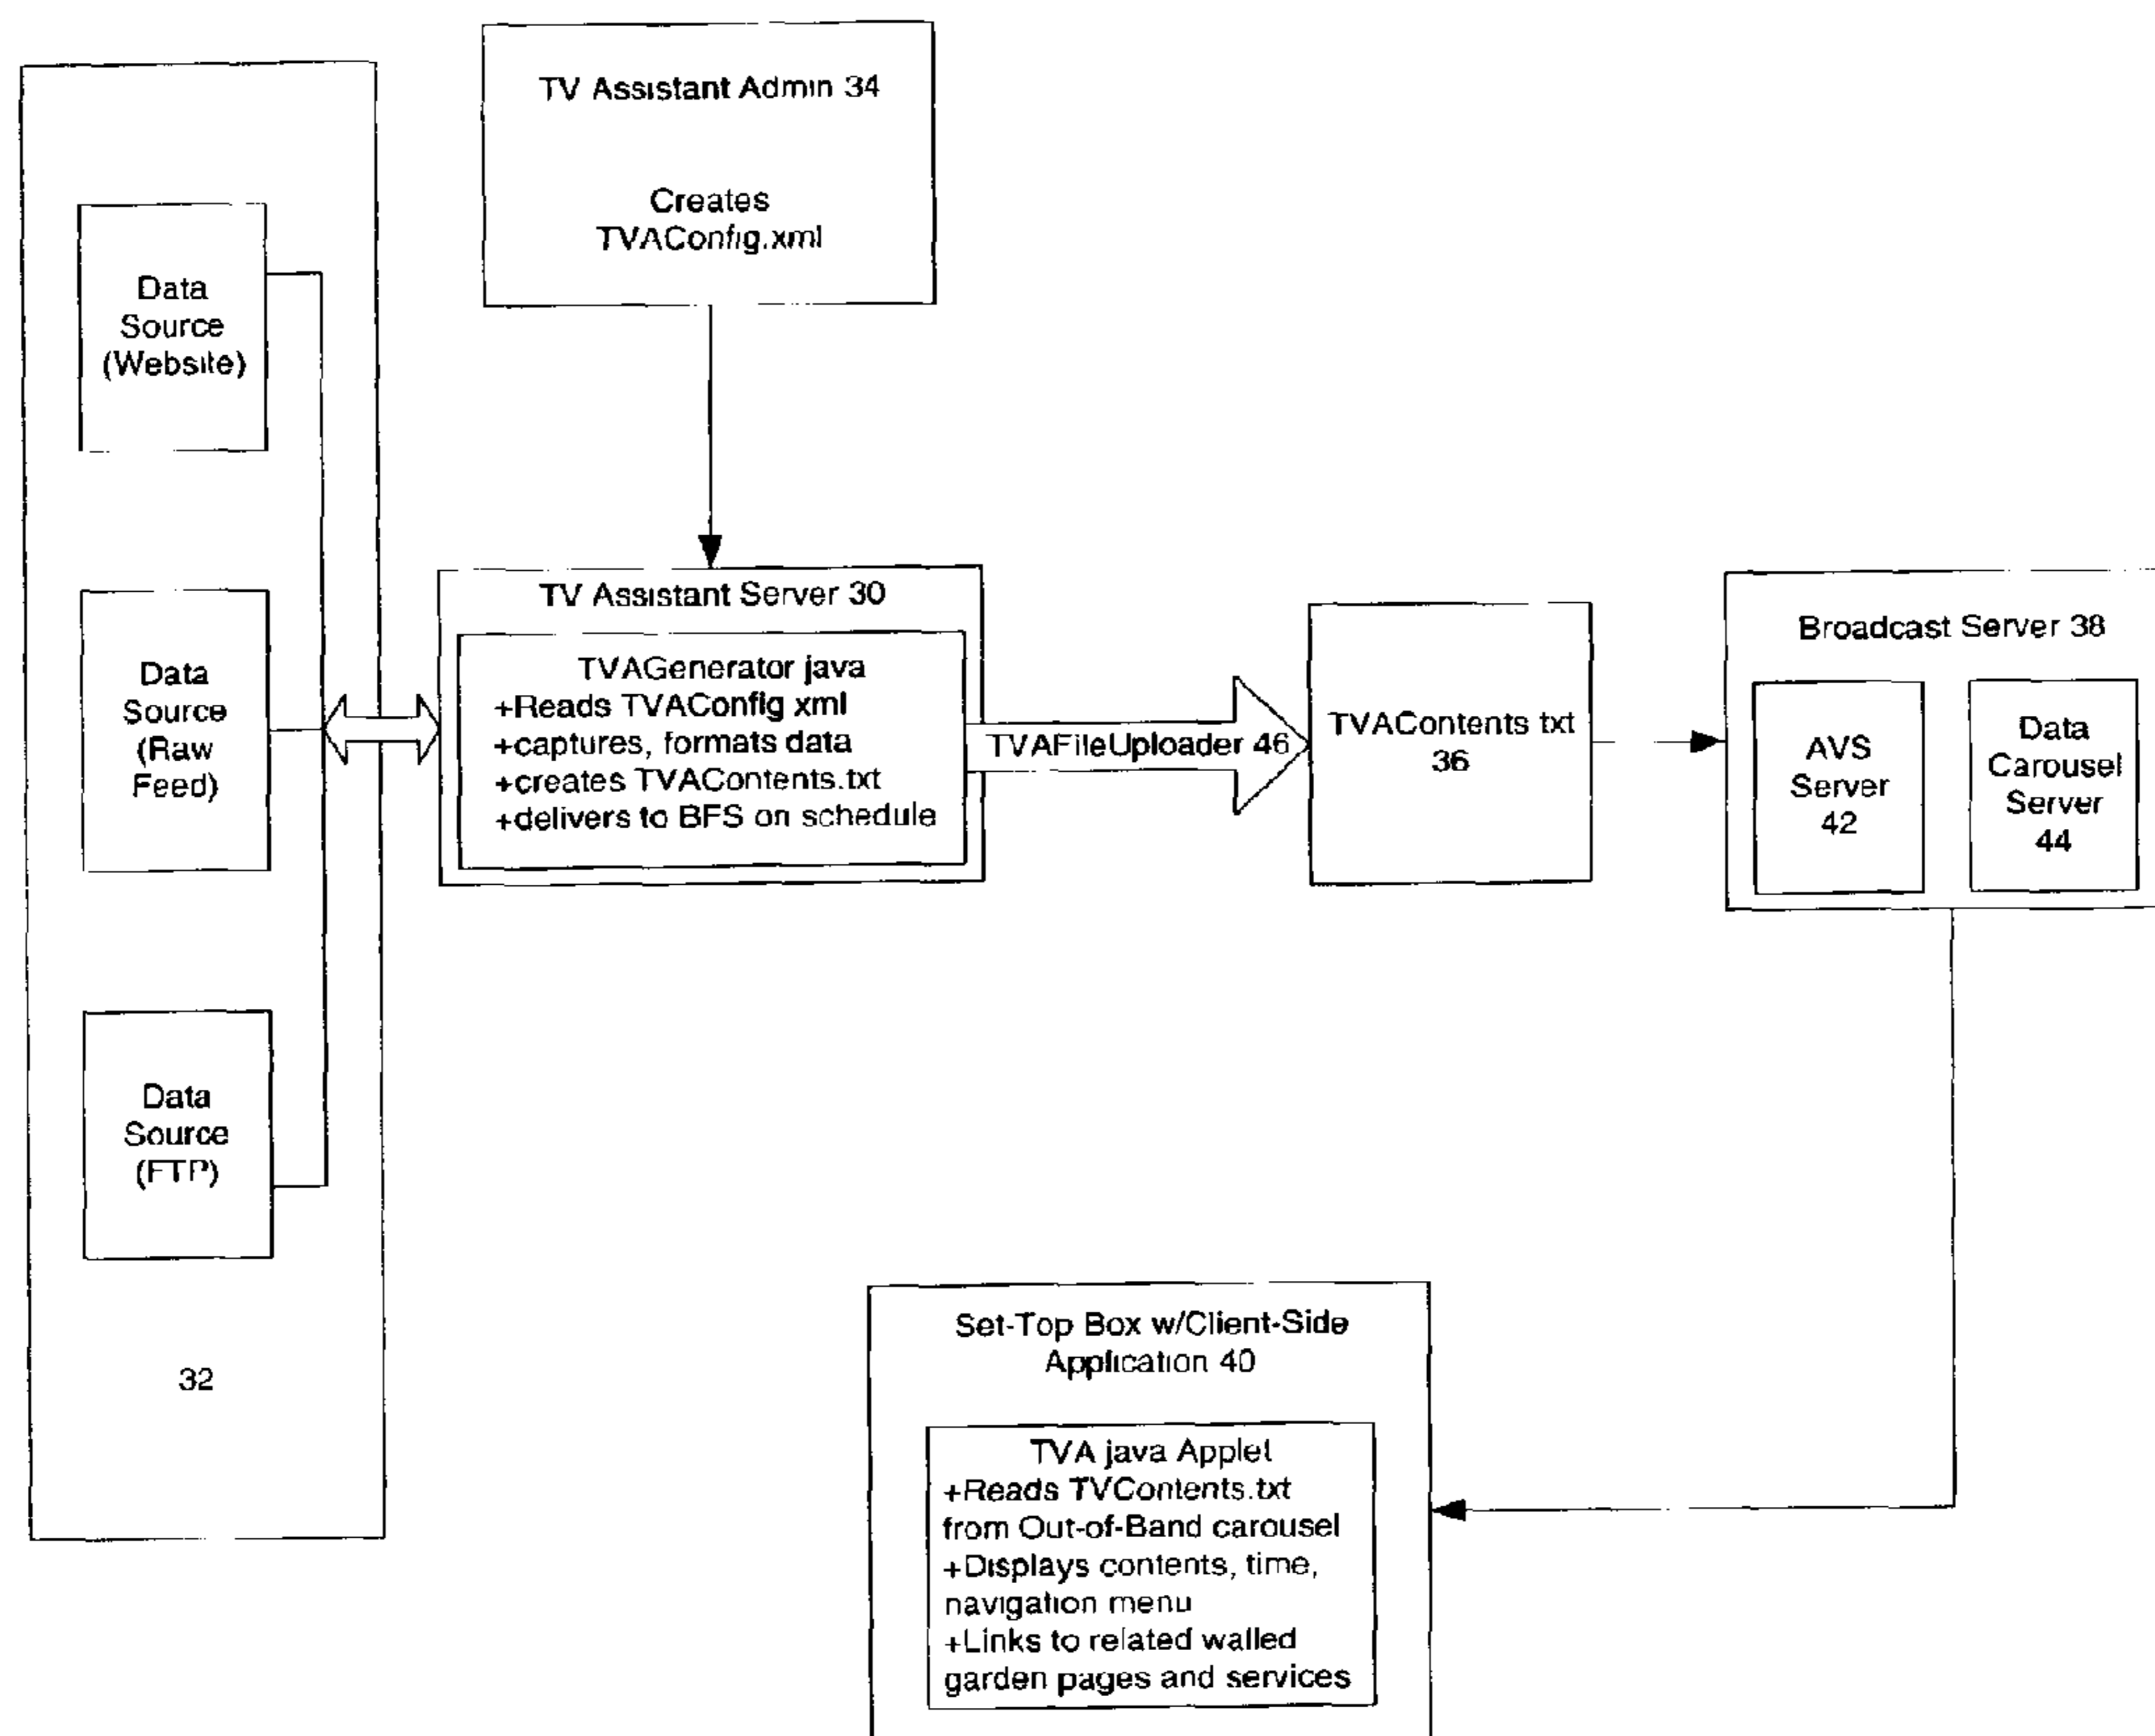 TV Assistant Admin 34
Creates
TVAConfig.xml
Data
Source
(Website)
Data
Source
(Raw
Feed)
Data
Source
(FTP)
32
TV Assistant Server 30
TVAGenerator java
+Reads TVAConfig xml
+captures, formats data
+creates TVAContents.txt
+delivers to BFS on schedule
TVAFileUploader 46
TVAContents txt
36
Broadcast Server 38
AVS
Server
42
Data
Carousel
Server
44
Set-Top Box w/Client-Side
Application 40
TVA java Applet
+Reads TVContents.txt
from Out-of-Band carousel
+Displays contents, time,
navigation menu
+Links to related walled
garden pages and services